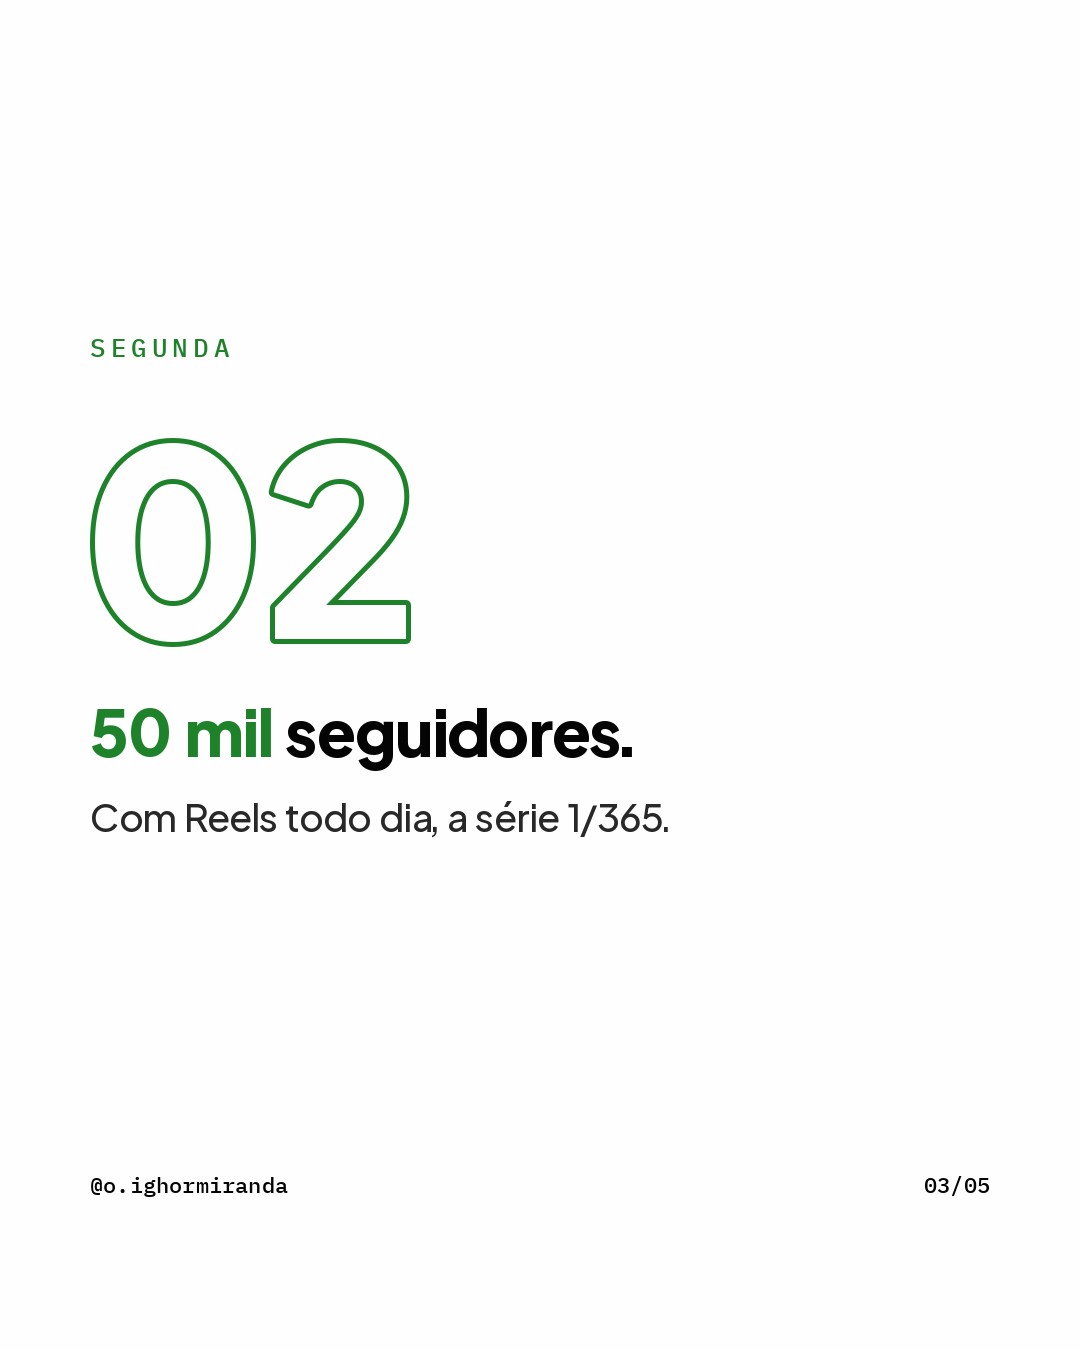 SEGUNDA
02
50 mil seguidores.
Com Reels todo dia, a série 1/365.
@o.ighormiranda
03/05